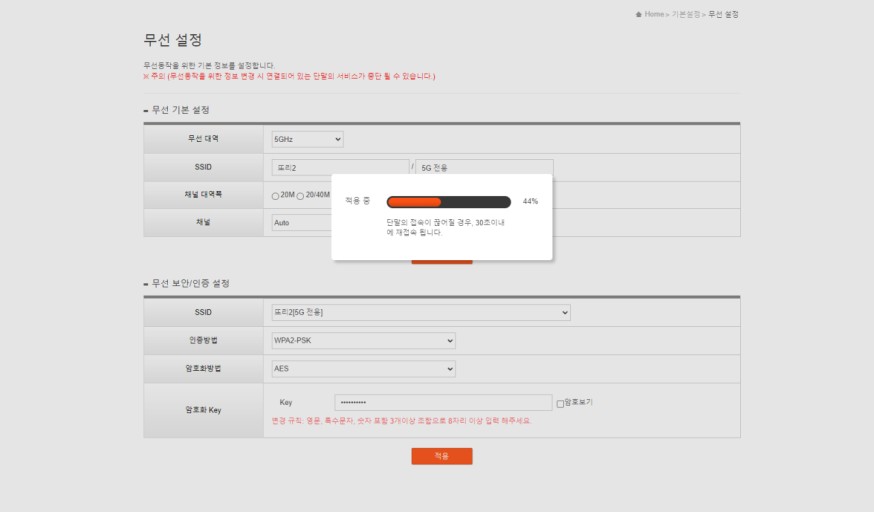 Home > 기본설정 > 무선 설정
무선 설정
무선동작을 위한 기본 정보를 설정합니다.
※ 주의 (무선동작을 위한 정보 변경 시 연결되어 있는 단말의 서비스가 중단 될 수 있습니다.)
무선 기본 설정
무선 대역
5GHz
SSID
뜨리2 / 5G 전용
채널 대역폭
20M 20/40M
채널
Auto
적용 중 44%
단말의 접속이 끊어질 경우, 30초이내
에 재접속 됩니다.
무선 보안/인증 설정
SSID
뜨리2[5G 전용]
인증방법
WPA2-PSK
암호화방법
AES
암호화 Key
Key •••••••••• 암호보기
변경 규칙: 영문, 특수문자, 숫자 포함 3개이상 조합으로 8자리 이상 입력 해주세요.
적용